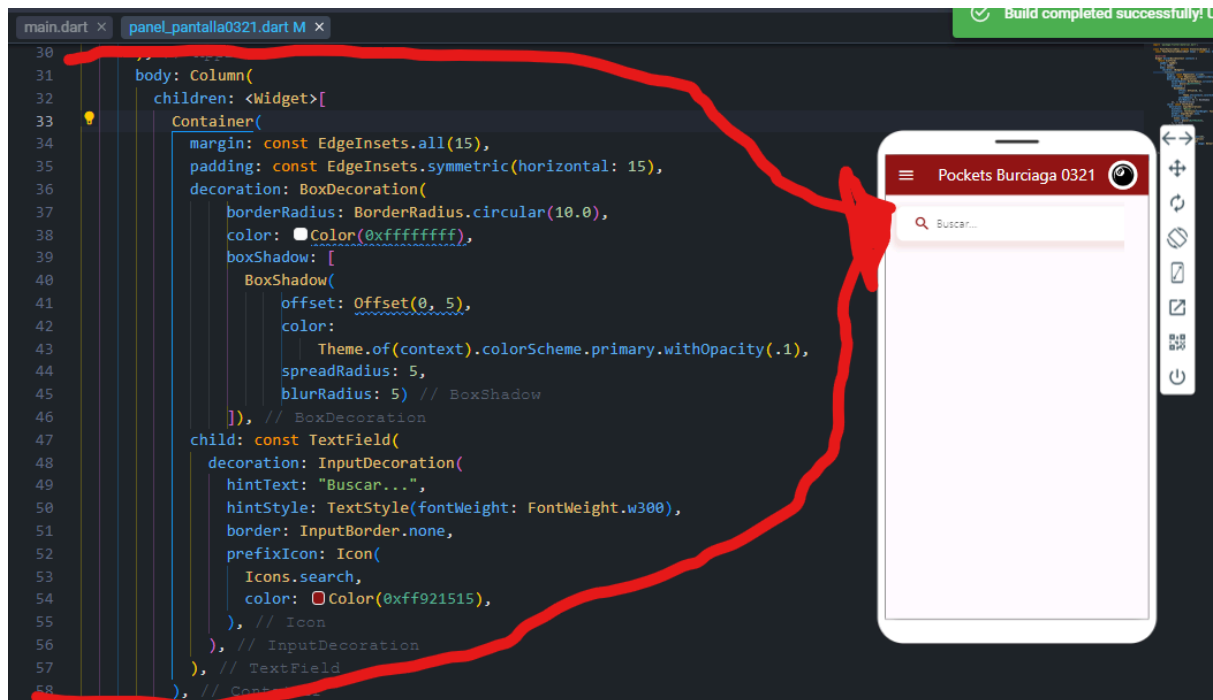 main.dart ×
panel_pantalla0321.dart M ×
Build completed successfully! U
30
31 body: Column(
32 children: <Widget>[
33 Container(
34 margin: const EdgeInsets.all(15),
35 padding: const EdgeInsets.symmetric(horizontal: 15),
36 decoration: BoxDecoration(
37 borderRadius: BorderRadius.circular(10.0),
38 color: Color(0xffffffff),
39 boxShadow: [
40 BoxShadow(
41 offset: Offset(0, 5),
42 color:
43 Theme.of(context).colorScheme.primary.withOpacity(.1),
44 spreadRadius: 5,
45 blurRadius: 5) // BoxShadow
46 ]), // BoxDecoration
47 child: const TextField(
48 decoration: InputDecoration(
49 hintText: "Buscar...",
50 hintStyle: TextStyle(fontWeight: FontWeight.w300),
51 border: InputBorder.none,
52 prefixIcon: Icon(
53 Icons.search,
54 color: Color(0xff921515),
55 ), // Icon
56 ), // InputDecoration
57 ), // TextField
58 ), // Container
Pockets Burciaga 0321
Buscar...